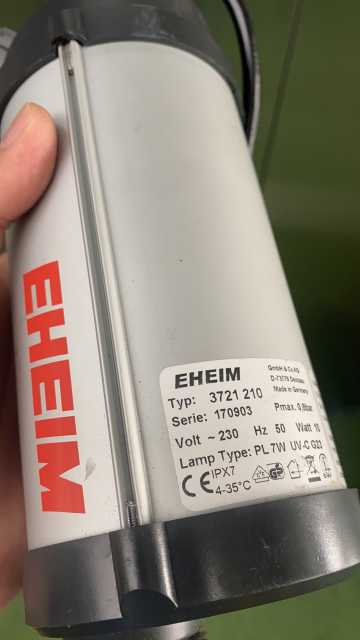 EHEIM
EHEIM
GmbH & Co KG
D-73779 Deizisau
Made in Germany
Typ: 3721 210
Serie: 170903
Pmax. 0,8bar
Volt ~ 230 Hz 50 Watt 10
Lamp Type: PL 7W UV-C G23
CE IPX7
4-35°C